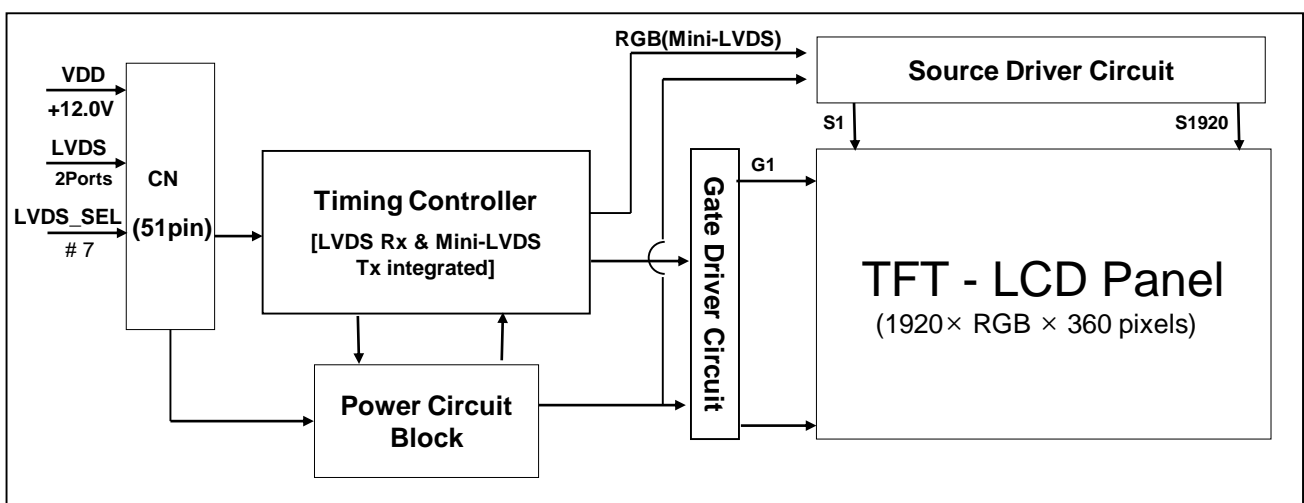 RGB(Mini-LVDS)
Source Driver Circuit
VDD
+12.0V
S1
S1920
LVDS
2Ports
CN
(51pin)
LVDS_SEL
# 7
Timing Controller
[LVDS Rx & Mini-LVDS
Tx integrated]
G1
Gate Driver Circuit
TFT - LCD Panel
(1920× RGB × 360 pixels)
Power Circuit
Block